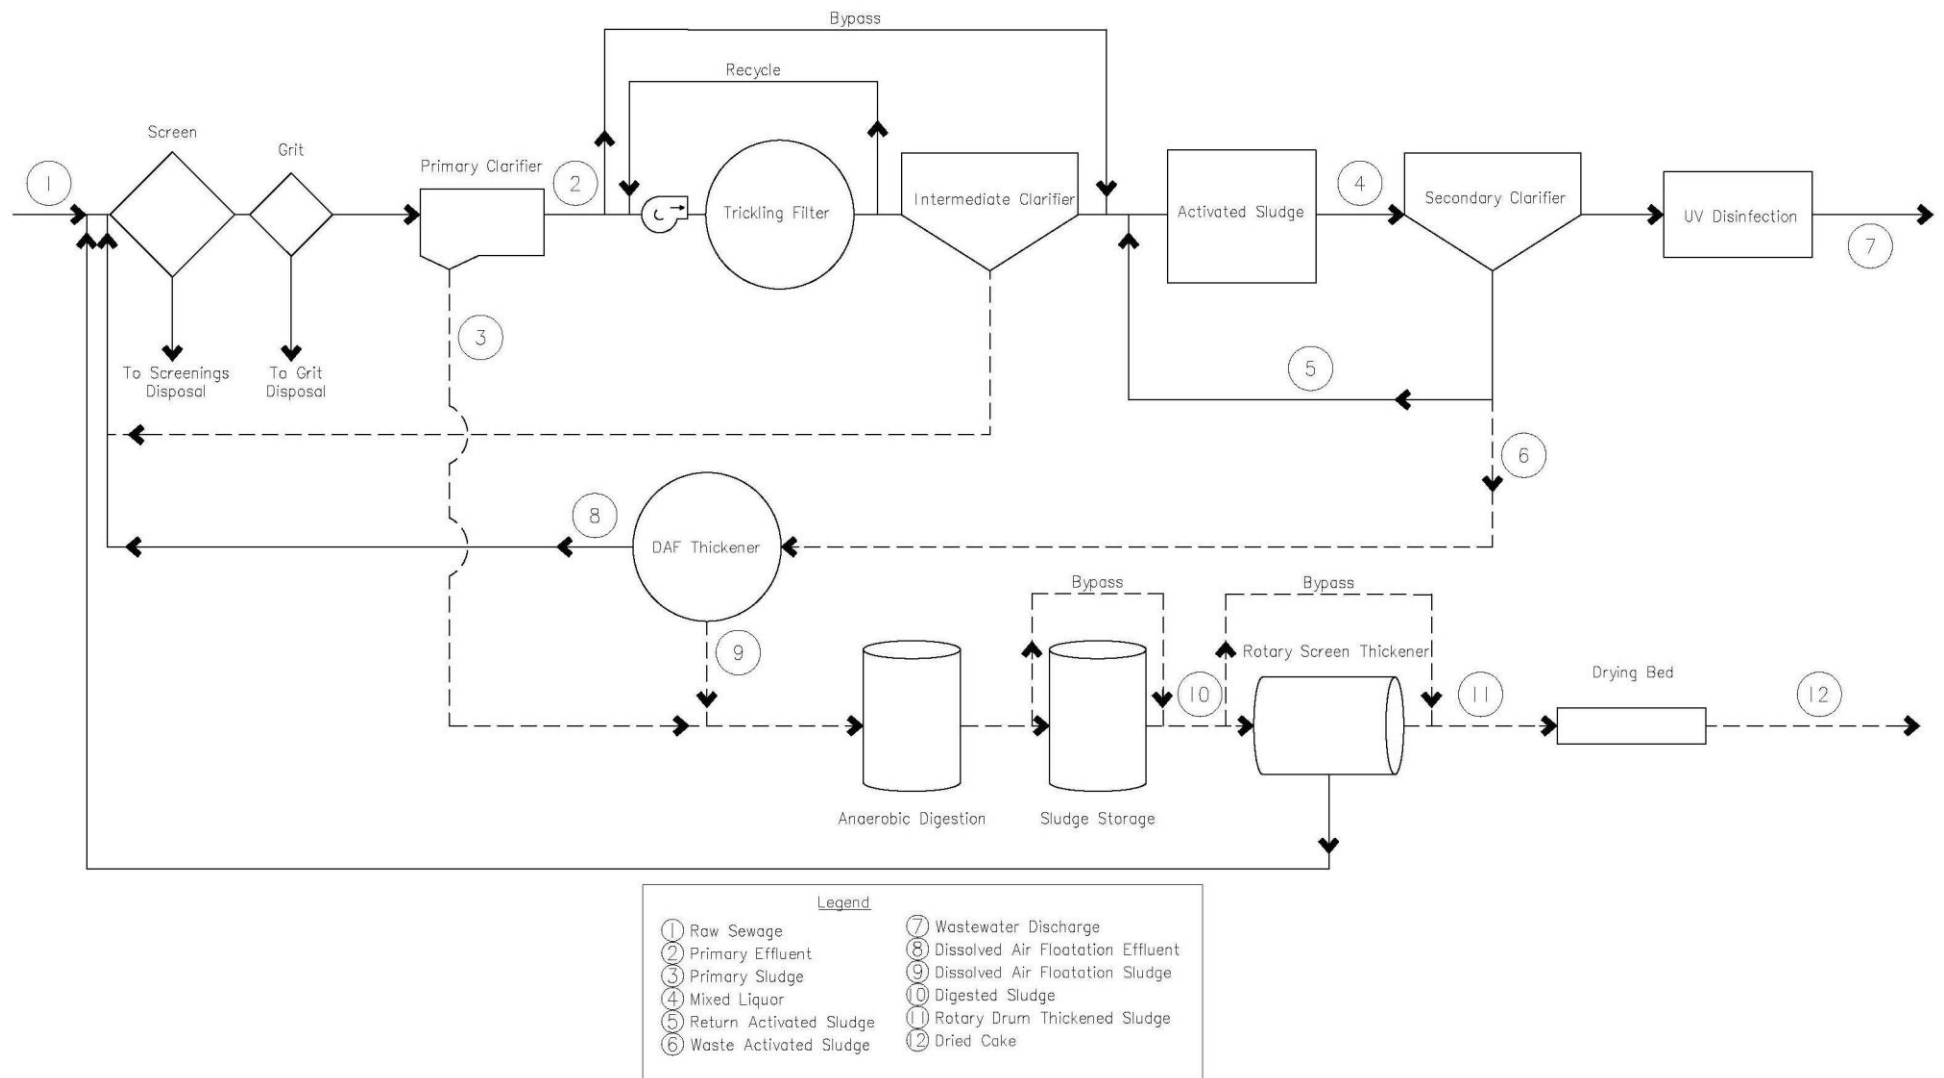 Bypass
Recycle
Screen
Grit
Primary Clarifier
1
2
Trickling Filter
Intermediate Clarifier
Activated Sludge
4
Secondary Clarifier
UV Disinfection
7
3
To Screenings
Disposal
To Grit
Disposal
5
6
8
DAF Thickener
9
Bypass
Bypass
Rotary Screen Thickener
10
11
Drying Bed
12
Anaerobic Digestion
Sludge Storage
Legend
1 Raw Sewage
2 Primary Effluent
3 Primary Sludge
4 Mixed Liquor
5 Return Activated Sludge
6 Waste Activated Sludge
7 Wastewater Discharge
8 Dissolved Air Floatation Effluent
9 Dissolved Air Floatation Sludge
10 Digested Sludge
11 Rotary Drum Thickened Sludge
12 Dried Cake